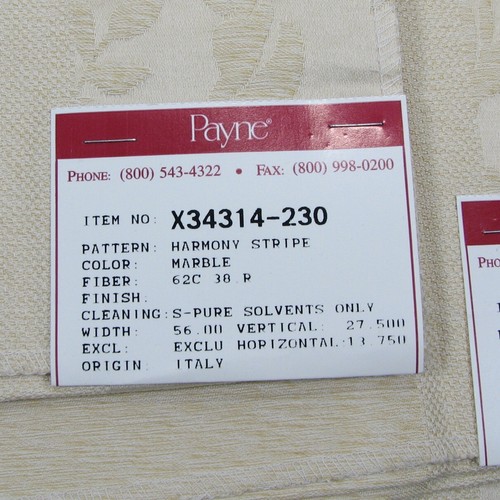 Payne®
PHONE: (800) 543-4322 • FAX: (800) 998-0200
ITEM NO: X34314-230
PATTERN: HARMONY STRIPE
COLOR: MARBLE
FIBER: 62C 38 R
FINISH:
CLEANING:S-PURE SOLVENTS ONLY
WIDTH: 56.00 VERTICAL: 27.500
EXCL: EXCLU HORIZONTAL:13.750
ORIGIN: ITALY
PHO